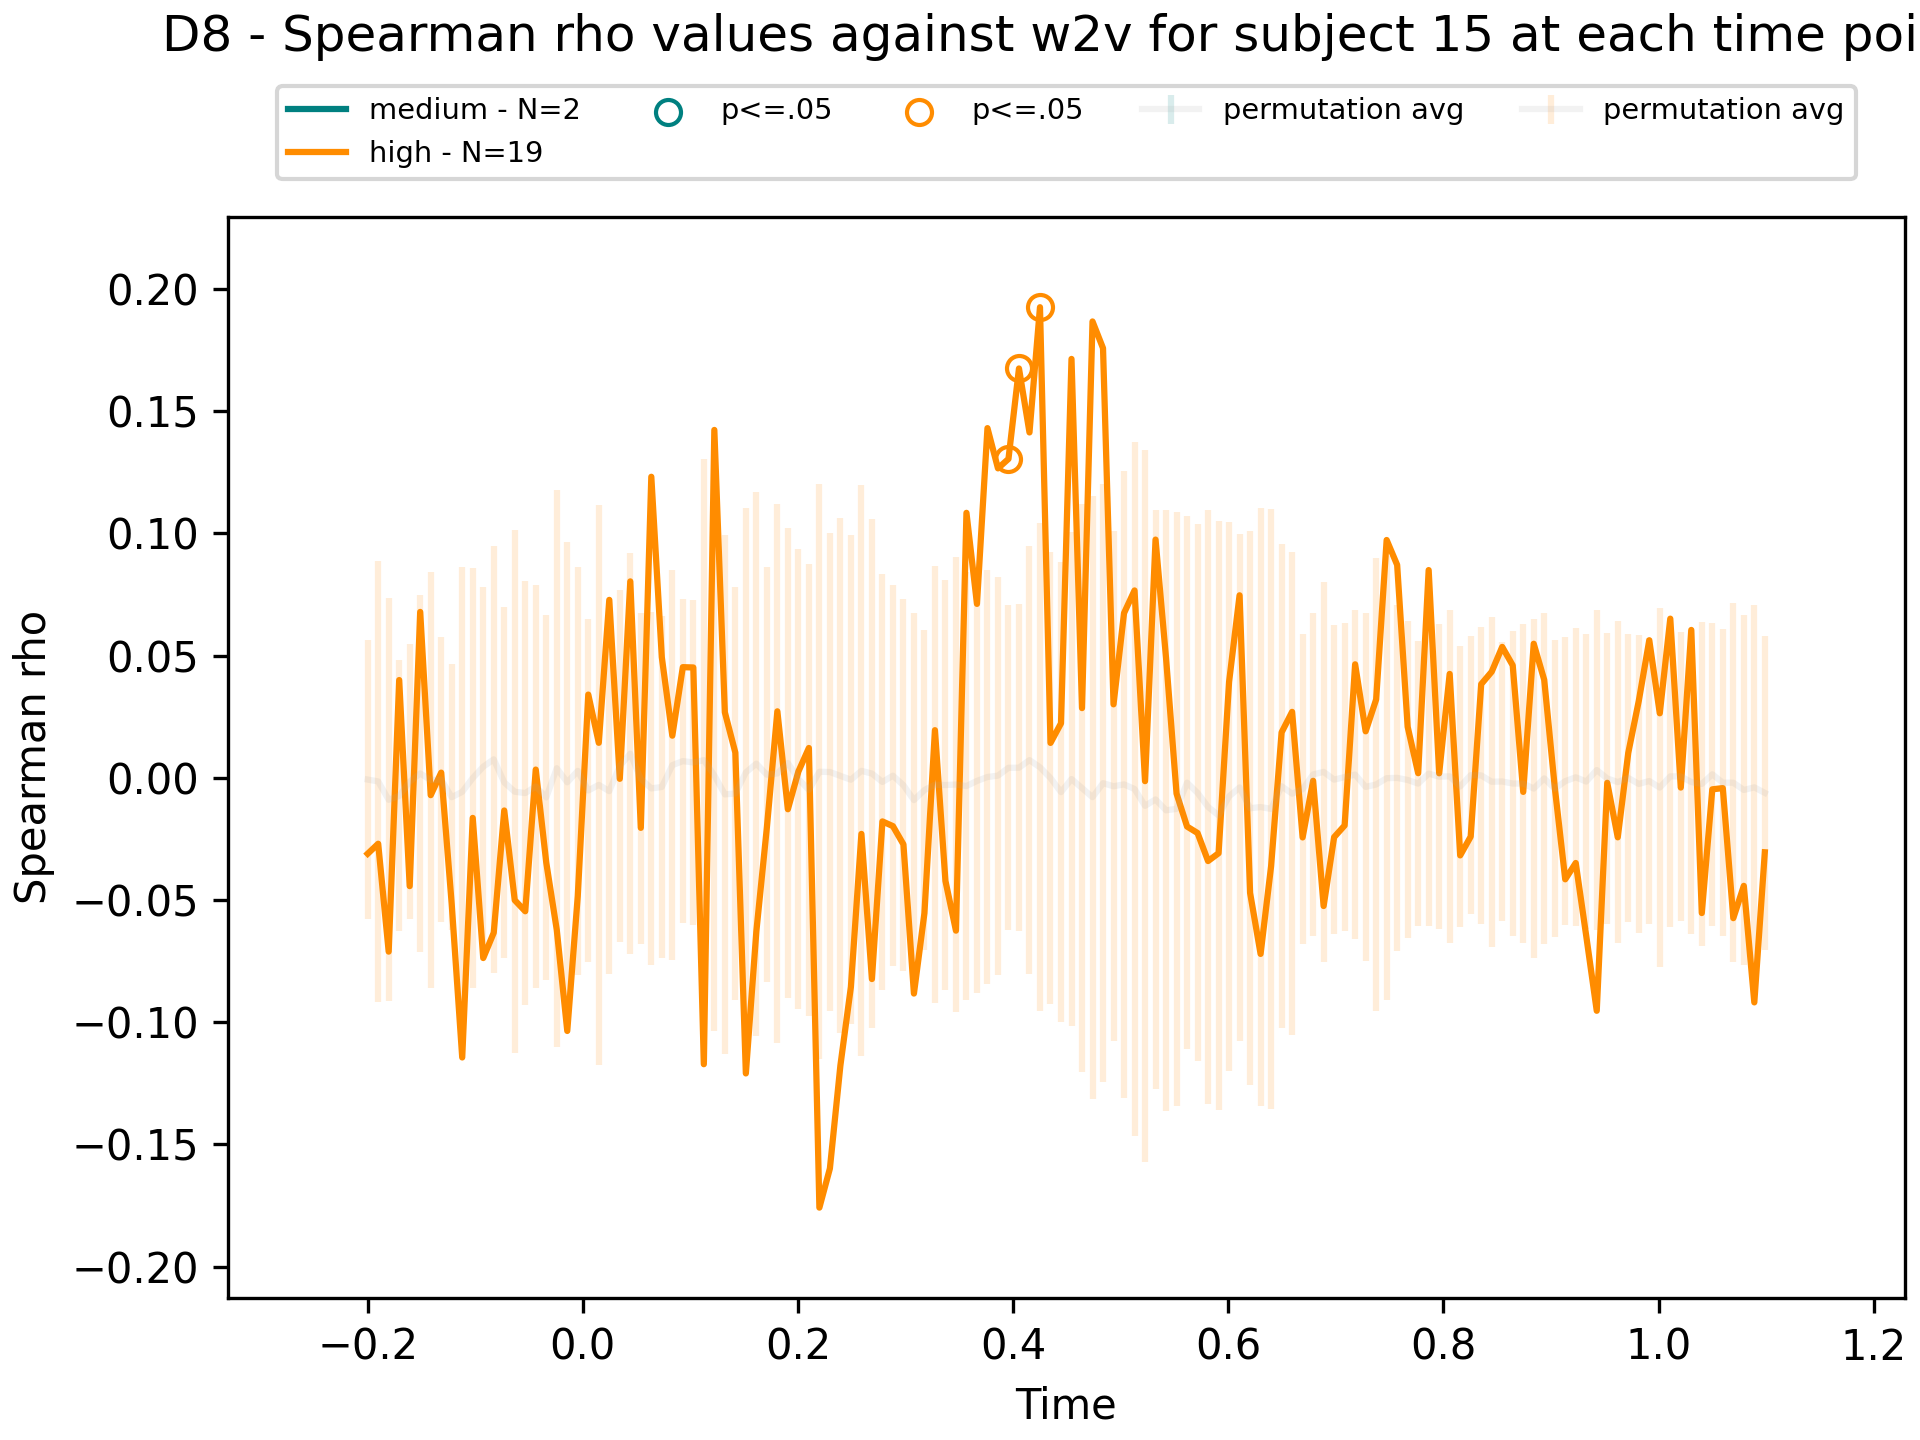 D8 - Spearman rho values against w2v for subject 15 at each time poi
medium - N=2
high - N=19
p<=.05
p<=.05
permutation avg
permutation avg
Spearman rho
0.20
0.15
0.10
0.05
0.00
−0.05
−0.10
−0.15
−0.20
−0.2
0.0
0.2
0.4
0.6
0.8
1.0
1.2
Time